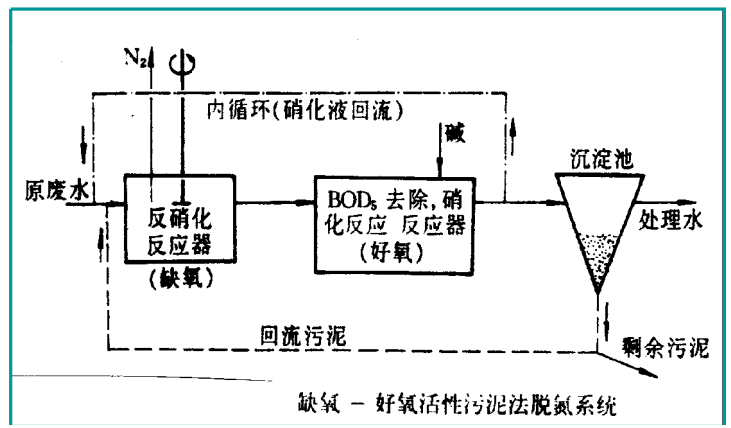 N₂
内循环(硝化液回流)
碱
沉淀池
原废水
反硝化
反应器
(缺氧)
BOD₅ 去除,硝
化反应 反应器
(好氧)
处理水
回流污泥
剩余污泥
缺氧 - 好氧活性污泥法脱氮系统